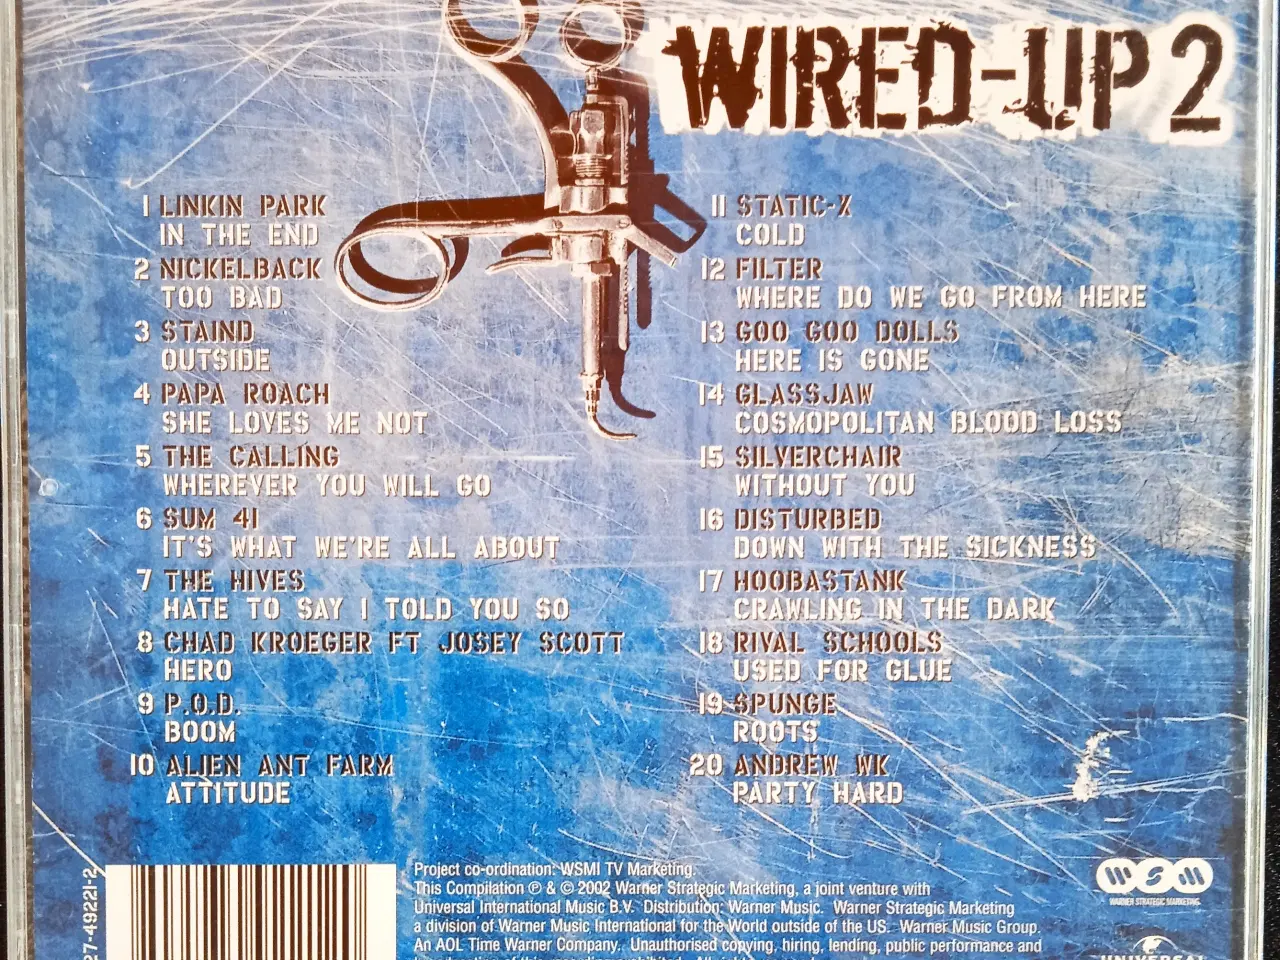 WIRED-UP 2
1 LINKIN PARK
IN THE END
2 NICKELBACK
TOO BAD
3 STAIND
OUTSIDE
4 PAPA ROACH
SHE LOVES ME NOT
5 THE CALLING
WHEREVER YOU WILL GO
6 SUM 41
IT'S WHAT WE'RE ALL ABOUT
7 THE HIVES
HATE TO SAY I TOLD YOU SO
8 CHAD KROEGER FT JOSEY SCOTT
HERO
9 P.O.D.
BOOM
10 ALIEN ANT FARM
ATTITUDE
11 STATIC-X
COLD
12 FILTER
WHERE DO WE GO FROM HERE
13 GOO GOO DOLLS
HERE IS GONE
14 GLASSJAW
COSMOPOLITAN BLOOD LOSS
15 SILVERCHAIR
WITHOUT YOU
16 DISTURBED
DOWN WITH THE SICKNESS
17 HOOBASTANK
CRAWLING IN THE DARK
18 RIVAL SCHOOLS
USED FOR GLUE
19 SPUNGE
ROOTS
20 ANDREW WK
PARTY HARD
27-49221-2
Project co-ordination: WSMI TV Marketing.
This Compilation ℗ & © 2002 Warner Strategic Marketing, a joint venture with
Universal International Music B.V. Distribution: Warner Music. Warner Strategic Marketing
a division of Warner Music International for the World outside of the US. Warner Music Group.
An AOL Time Warner Company. Unauthorised copying, hiring, lending, public performance and
WSM
WARNER STRATEGIC MARKETING
UNIVERSAL